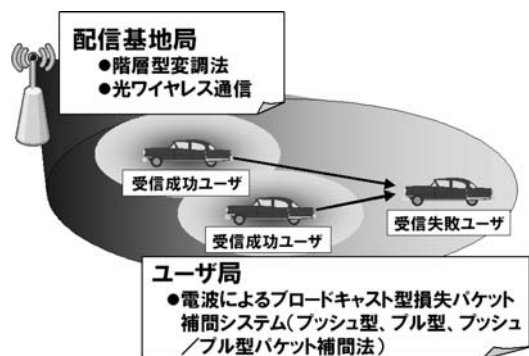 配信基地局
●階層型変調法
●光ワイヤレス通信
受信成功ユーザ
受信成功ユーザ
受信失敗ユーザ
ユーザ局
●電波によるブロードキャスト型損失パケット
補間システム(プッシュ型、プル型、プッシュ
/プル型パケット補間法)